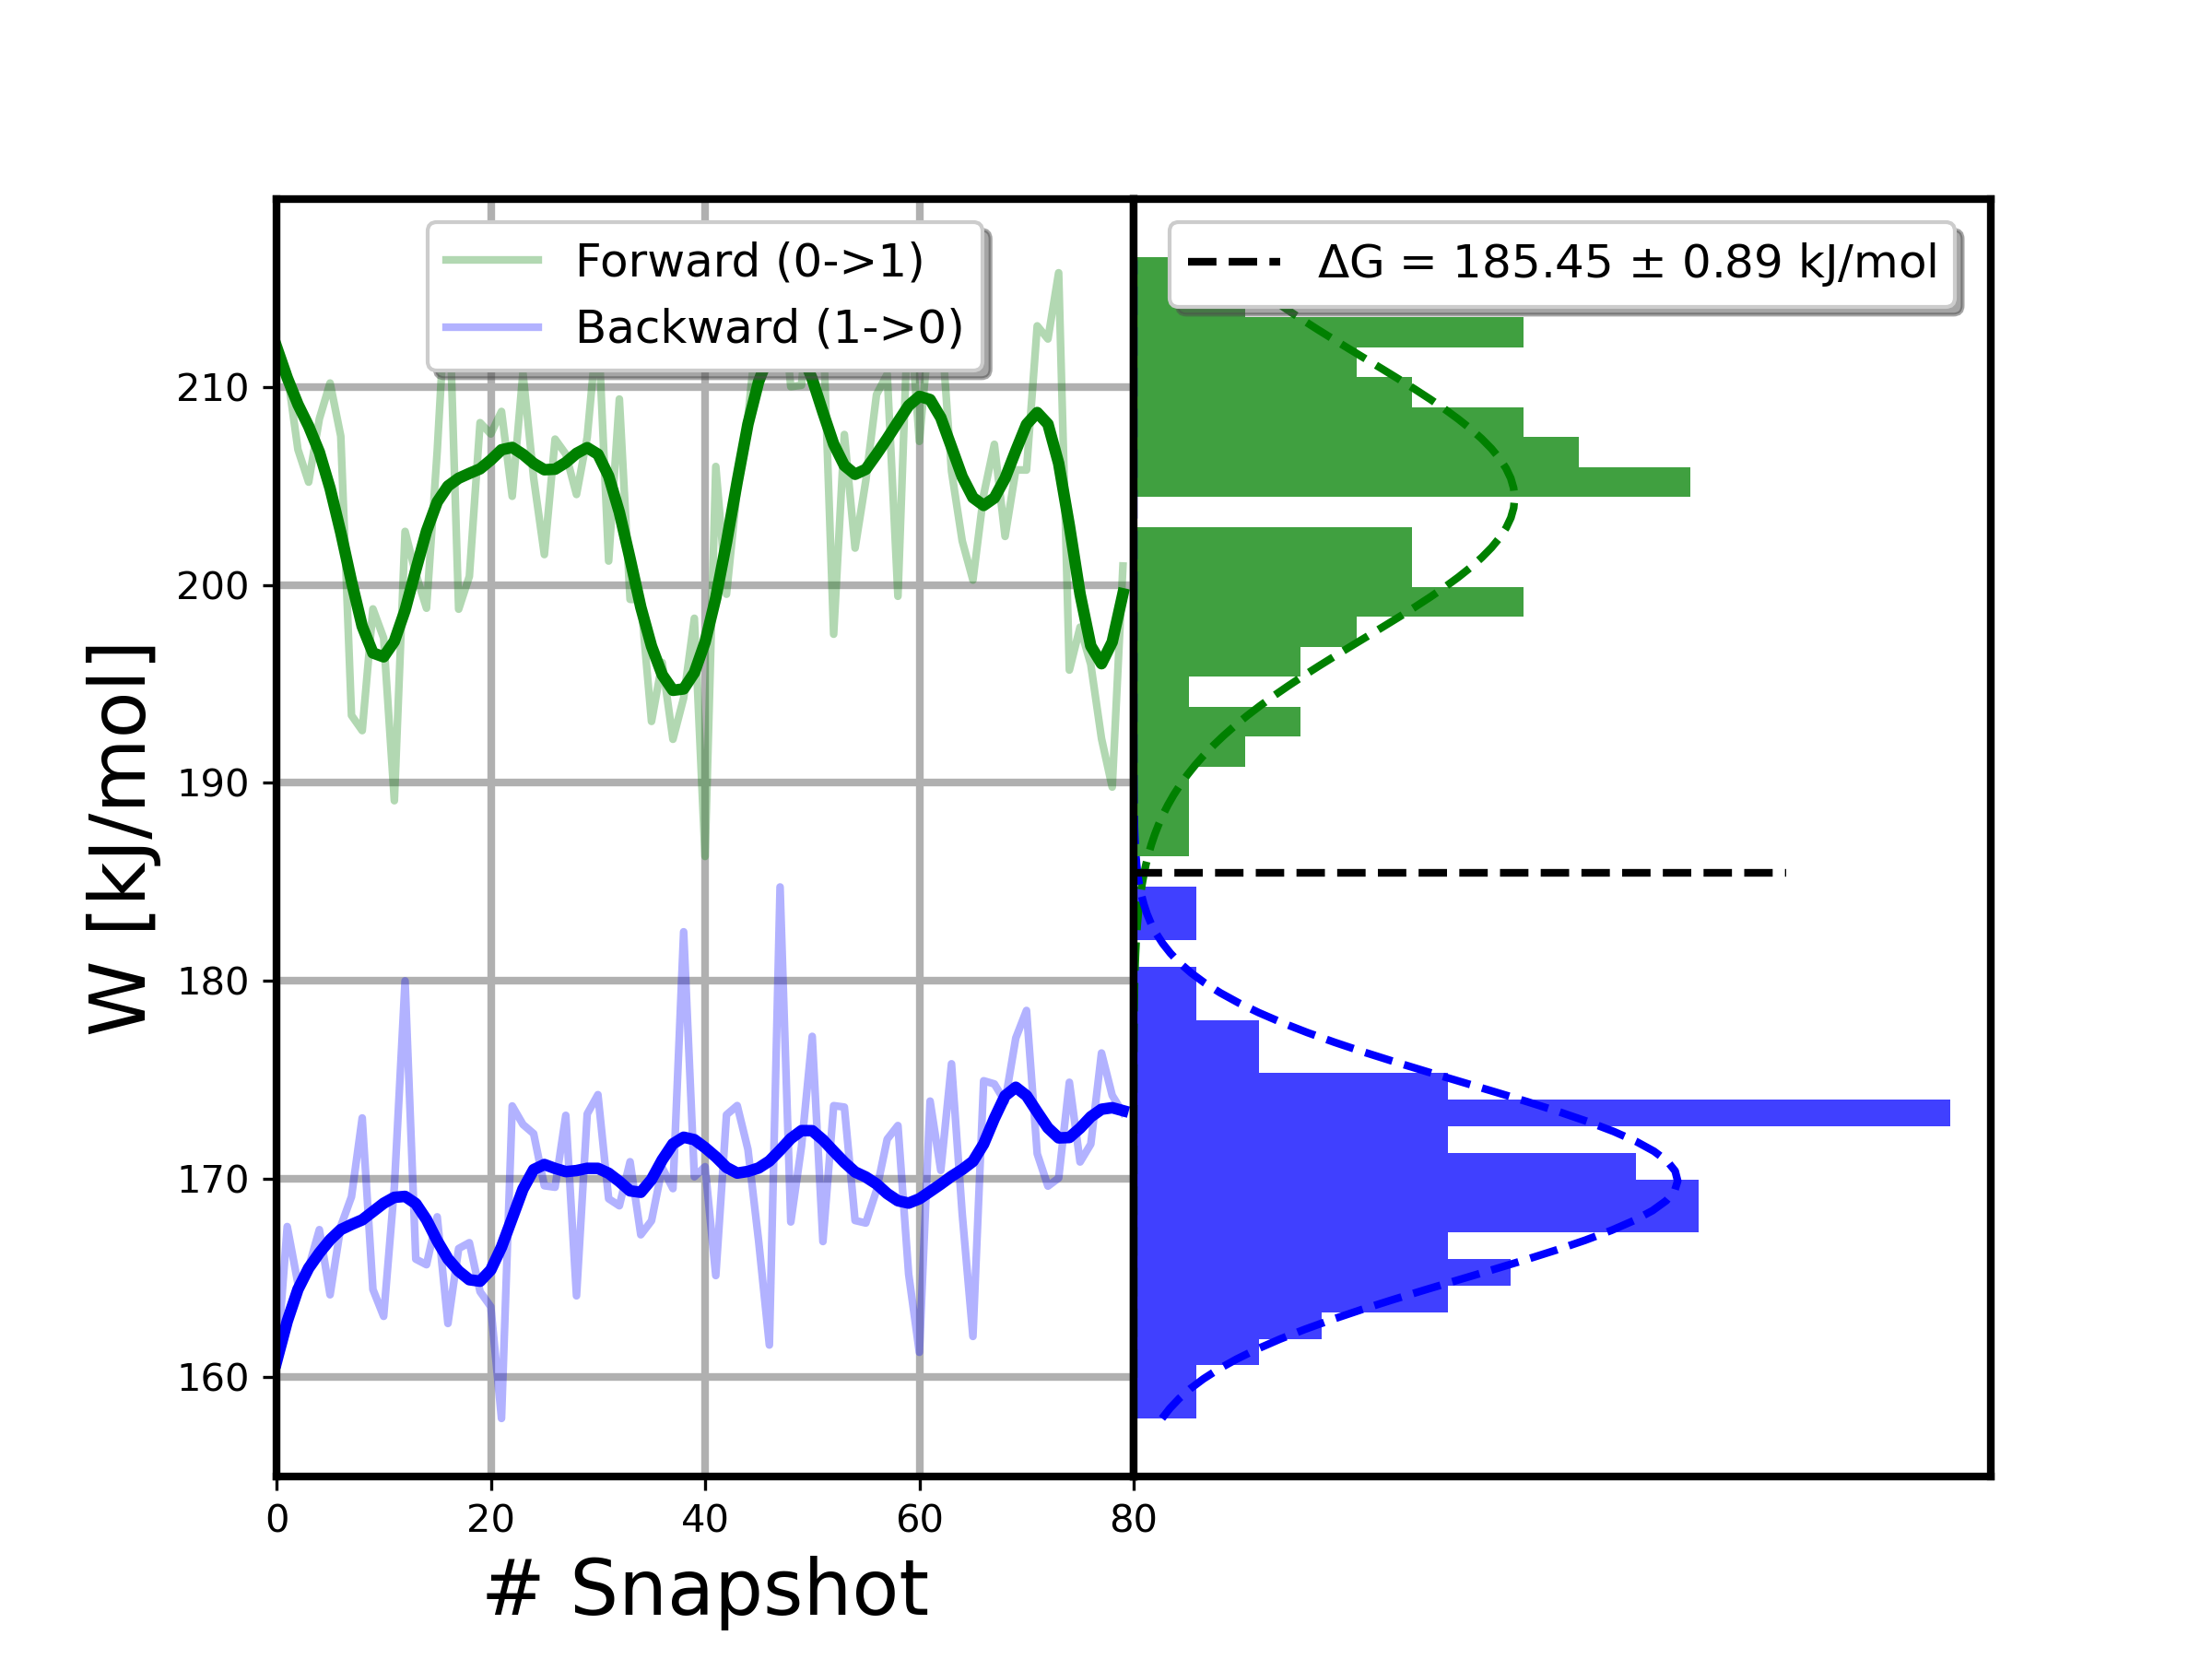 Forward (0->1)
Backward (1->0)
ΔG = 185.45 ± 0.89 kJ/mol
W [kJ/mol]
210
200
190
180
170
160
0 20 40 60 80
# Snapshot